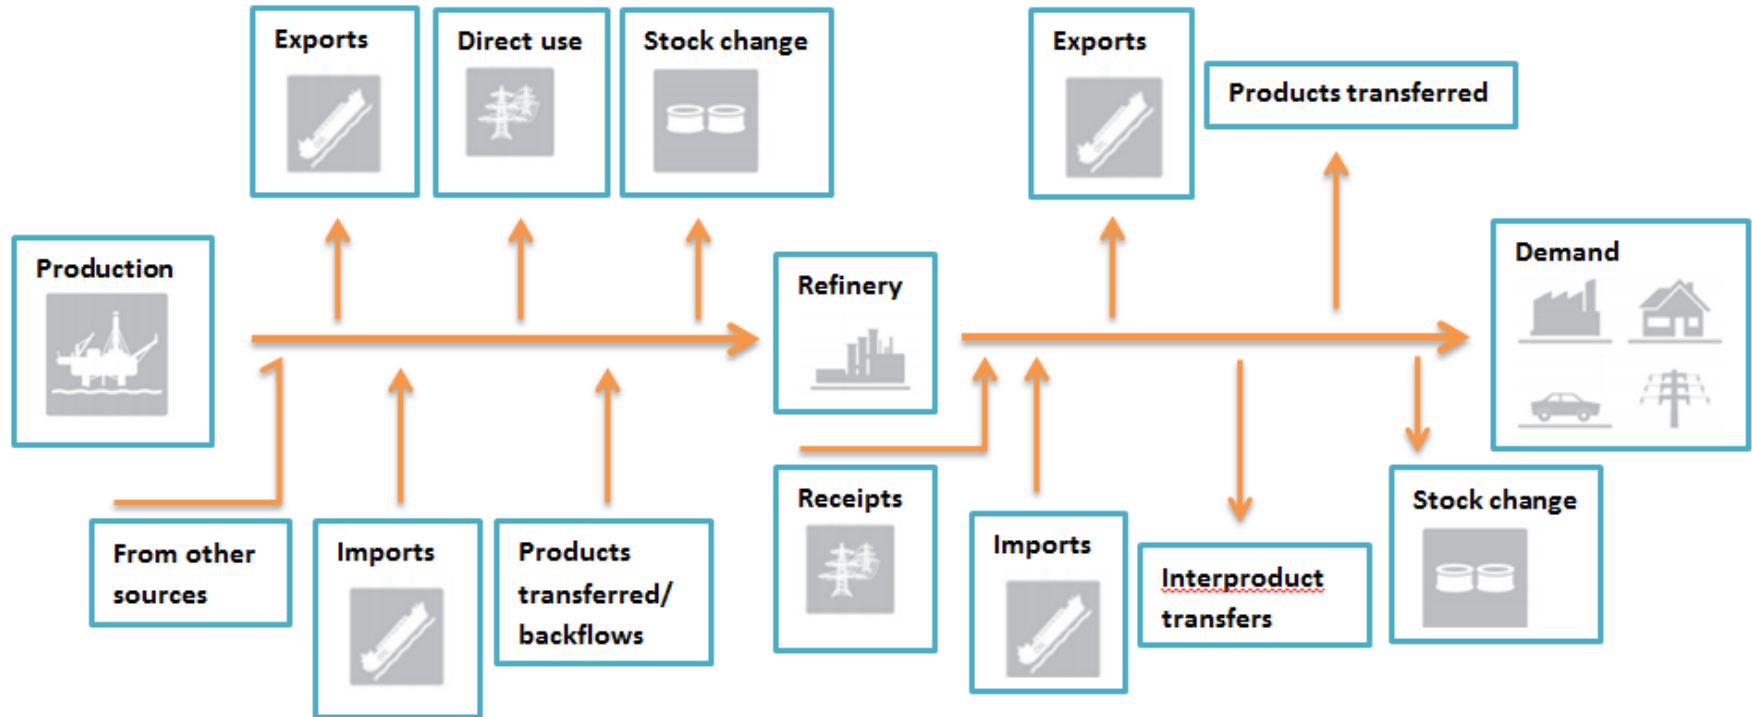 Exports
Direct use
Stock change
Exports
Products transferred
Production
Refinery
Demand
From other
sources
Imports
Products
transferred/
backflows
Receipts
Imports
Interproduct
transfers
Stock change